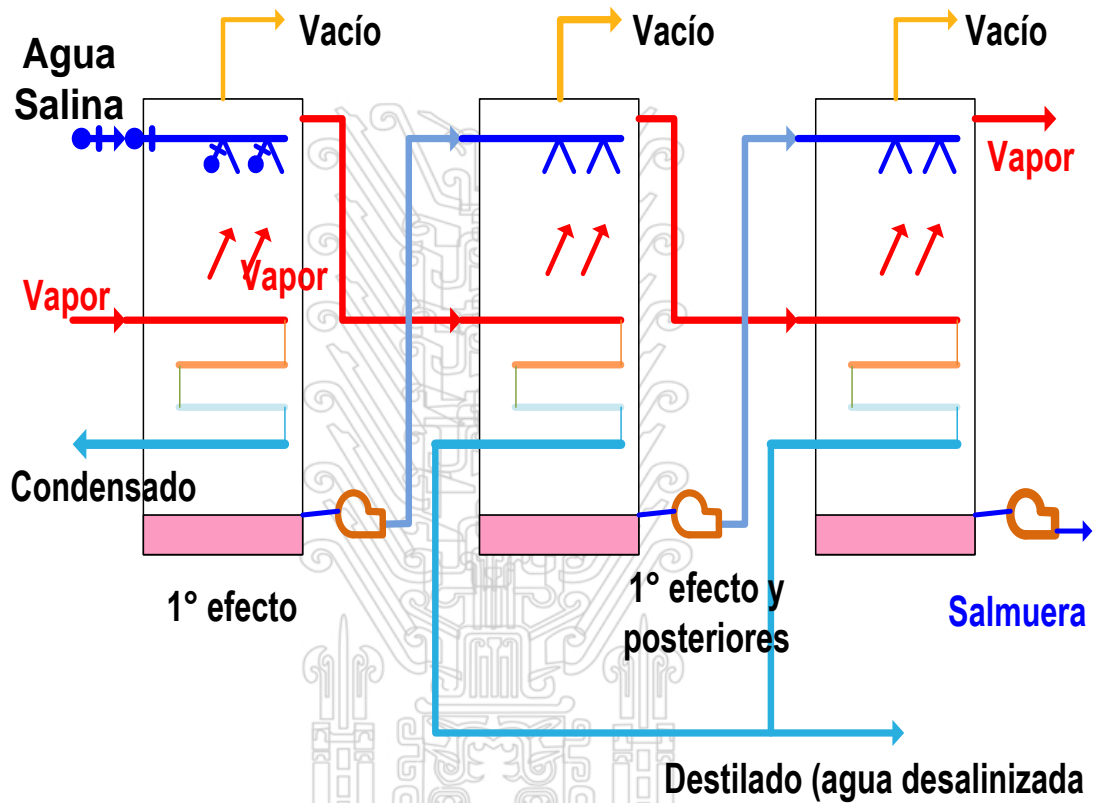 Vacío
Vacío
Vacío
Agua
Salina
Vapor
Vapor
Vapor
Condensado
1° efecto
1° efecto y
posteriores
Salmuera
Destilado (agua desalinizada